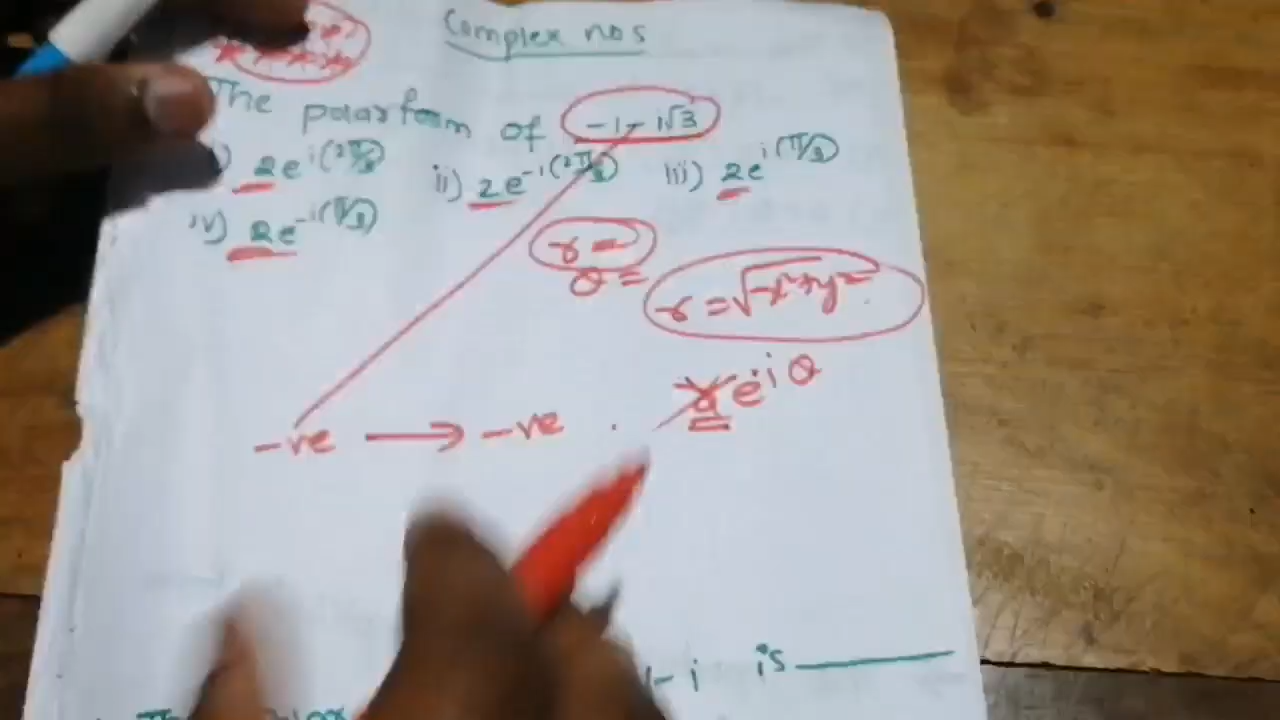 Complex nos
The polar form of -1-i√3
i) 2e^i(2π/3) ii) 2e^-i(2π/3) iii) 2e^i(π/3)
iv) 2e^-i(π/3)
r =
θ =
r = √x²+y²
-ve → -ve . e^iθ
- i is